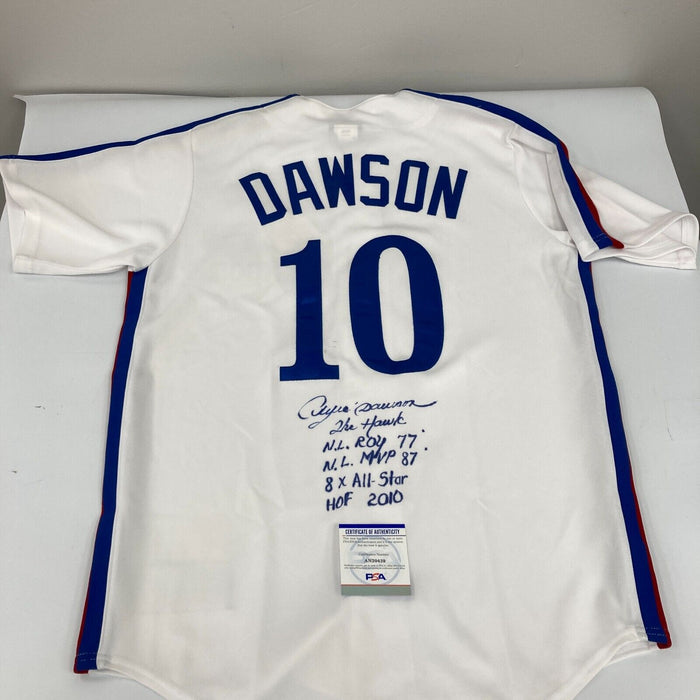 DAWSON
10
Andre Dawson
"The Hawk"
N.L. ROY 77'
N.L. MVP 87'
8 x All-Star
HOF 2010
CERTIFICATE OF AUTHENTICITY
PSA